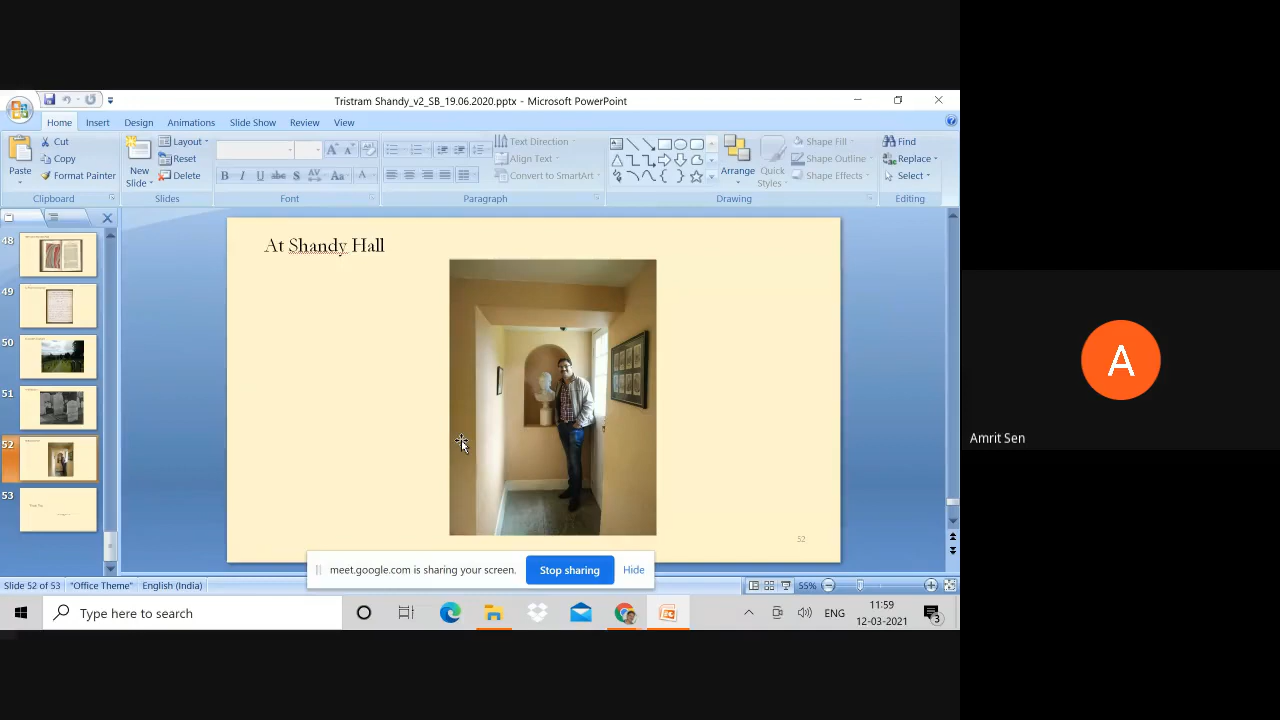 Tristram Shandy_v2_SB_19.06.2020.pptx - Microsoft PowerPoint
Home Insert Design Animations Slide Show Review View
Paste
Cut
Copy
Format Painter
Clipboard
New Slide
Layout
Reset
Delete
Slides
B I U abe S AV Aa A
Font
Text Direction
Align Text
Convert to SmartArt
Paragraph
Arrange
Quick Styles
Shape Fill
Shape Outline
Shape Effects
Drawing
Find
Replace
Select
Editing
48
49
50
51
52
53
At Shandy Hall
52
meet.google.com is sharing your screen.
Stop sharing
Hide
Slide 52 of 53
"Office Theme"
English (India)
55%
Type here to search
ENG
11:59
12-03-2021
3
A
Amrit Sen